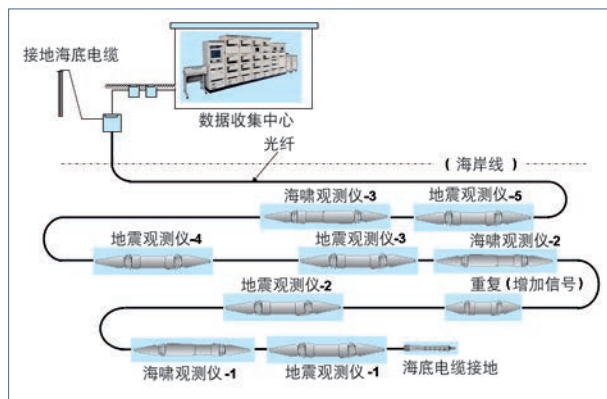 接地海底电缆
数据收集中心
光纤
(海岸线)
海啸观测仪-3
地震观测仪-5
地震观测仪-4
地震观测仪-3
海啸观测仪-2
地震观测仪-2
重复(增加信号)
海啸观测仪-1
地震观测仪-1
海底电缆接地